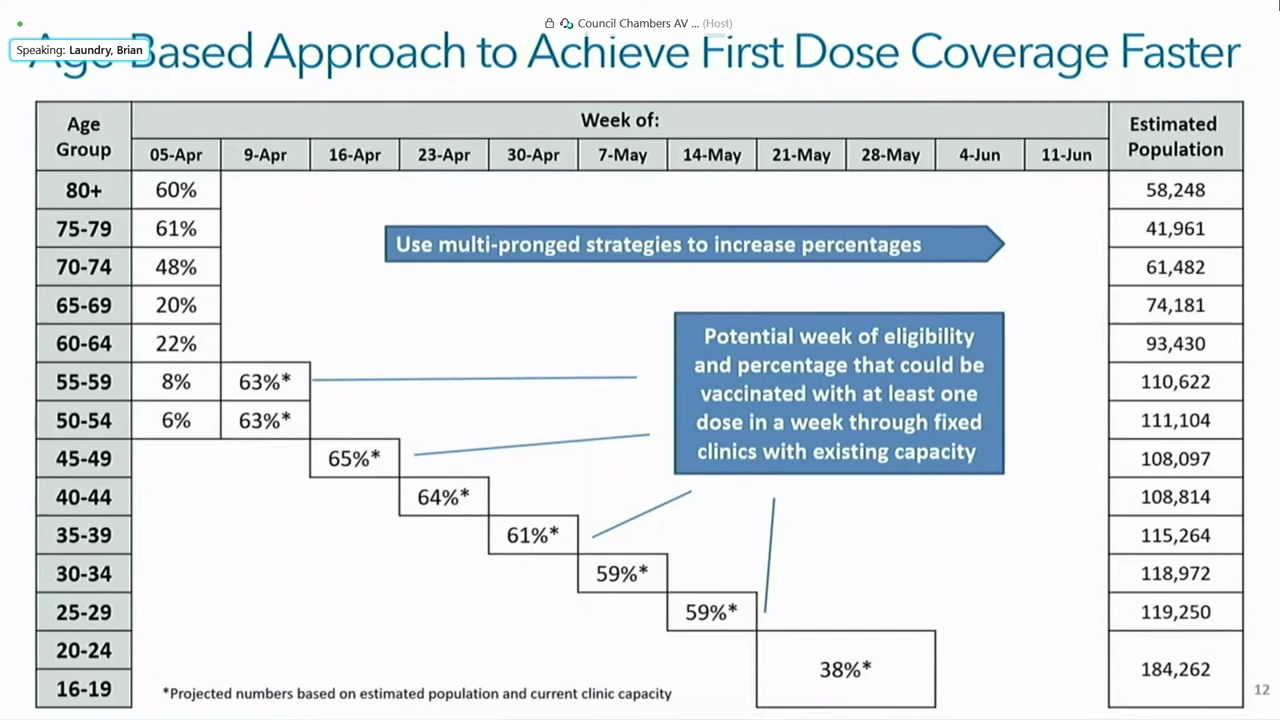 Council Chambers AV ... (Host)
Speaking: Laundry, Brian
Age-Based Approach to Achieve First Dose Coverage Faster
Age Group
Week of:
Estimated Population
05-Apr 9-Apr 16-Apr 23-Apr 30-Apr 7-May 14-May 21-May 28-May 4-Jun 11-Jun
80+ 60% 58,248
75-79 61% 41,961
Use multi-pronged strategies to increase percentages
70-74 48% 61,482
65-69 20% 74,181
60-64 22% 93,430
Potential week of eligibility
and percentage that could be
vaccinated with at least one
dose in a week through fixed
clinics with existing capacity
55-59 8% 63%* 110,622
50-54 6% 63%* 111,104
45-49 65%* 108,097
40-44 64%* 108,814
35-39 61%* 115,264
30-34 59%* 118,972
25-29 59%* 119,250
20-24
38%* 184,262
16-19
*Projected numbers based on estimated population and current clinic capacity
12